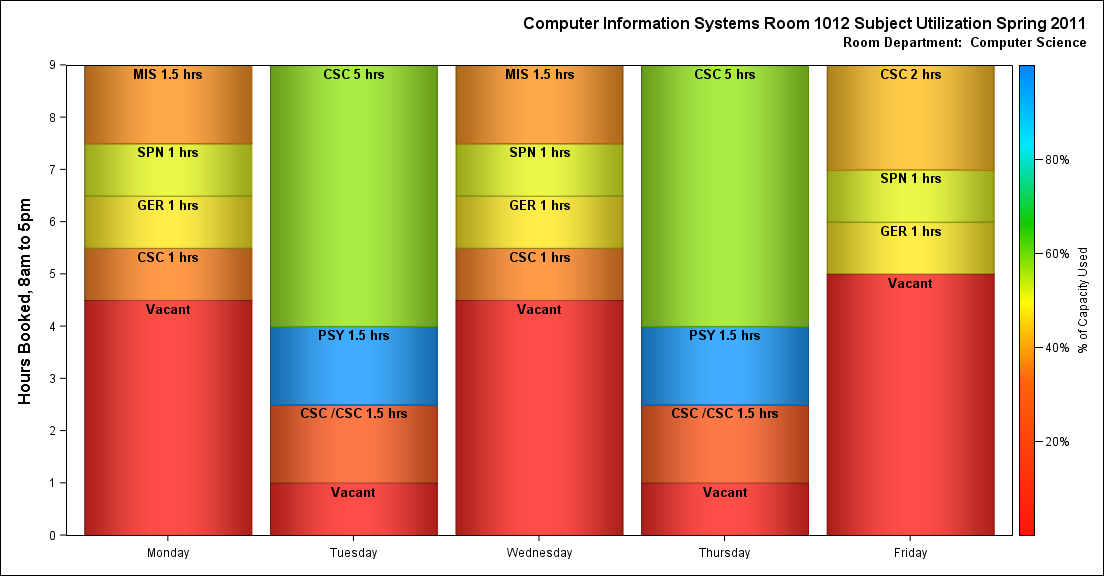 Computer Information Systems Room 1012 Subject Utilization Spring 2011
Room Department: Computer Science
Hours Booked, 8am to 5pm
9
8
7
6
5
4
3
2
1
0
MIS 1.5 hrs
SPN 1 hrs
GER 1 hrs
CSC 1 hrs
Vacant
Monday
CSC 5 hrs
PSY 1.5 hrs
CSC /CSC 1.5 hrs
Vacant
Tuesday
MIS 1.5 hrs
SPN 1 hrs
GER 1 hrs
CSC 1 hrs
Vacant
Wednesday
CSC 5 hrs
PSY 1.5 hrs
CSC /CSC 1.5 hrs
Vacant
Thursday
CSC 2 hrs
SPN 1 hrs
GER 1 hrs
Vacant
Friday
80%
60%
40%
20%
% of Capacity Used